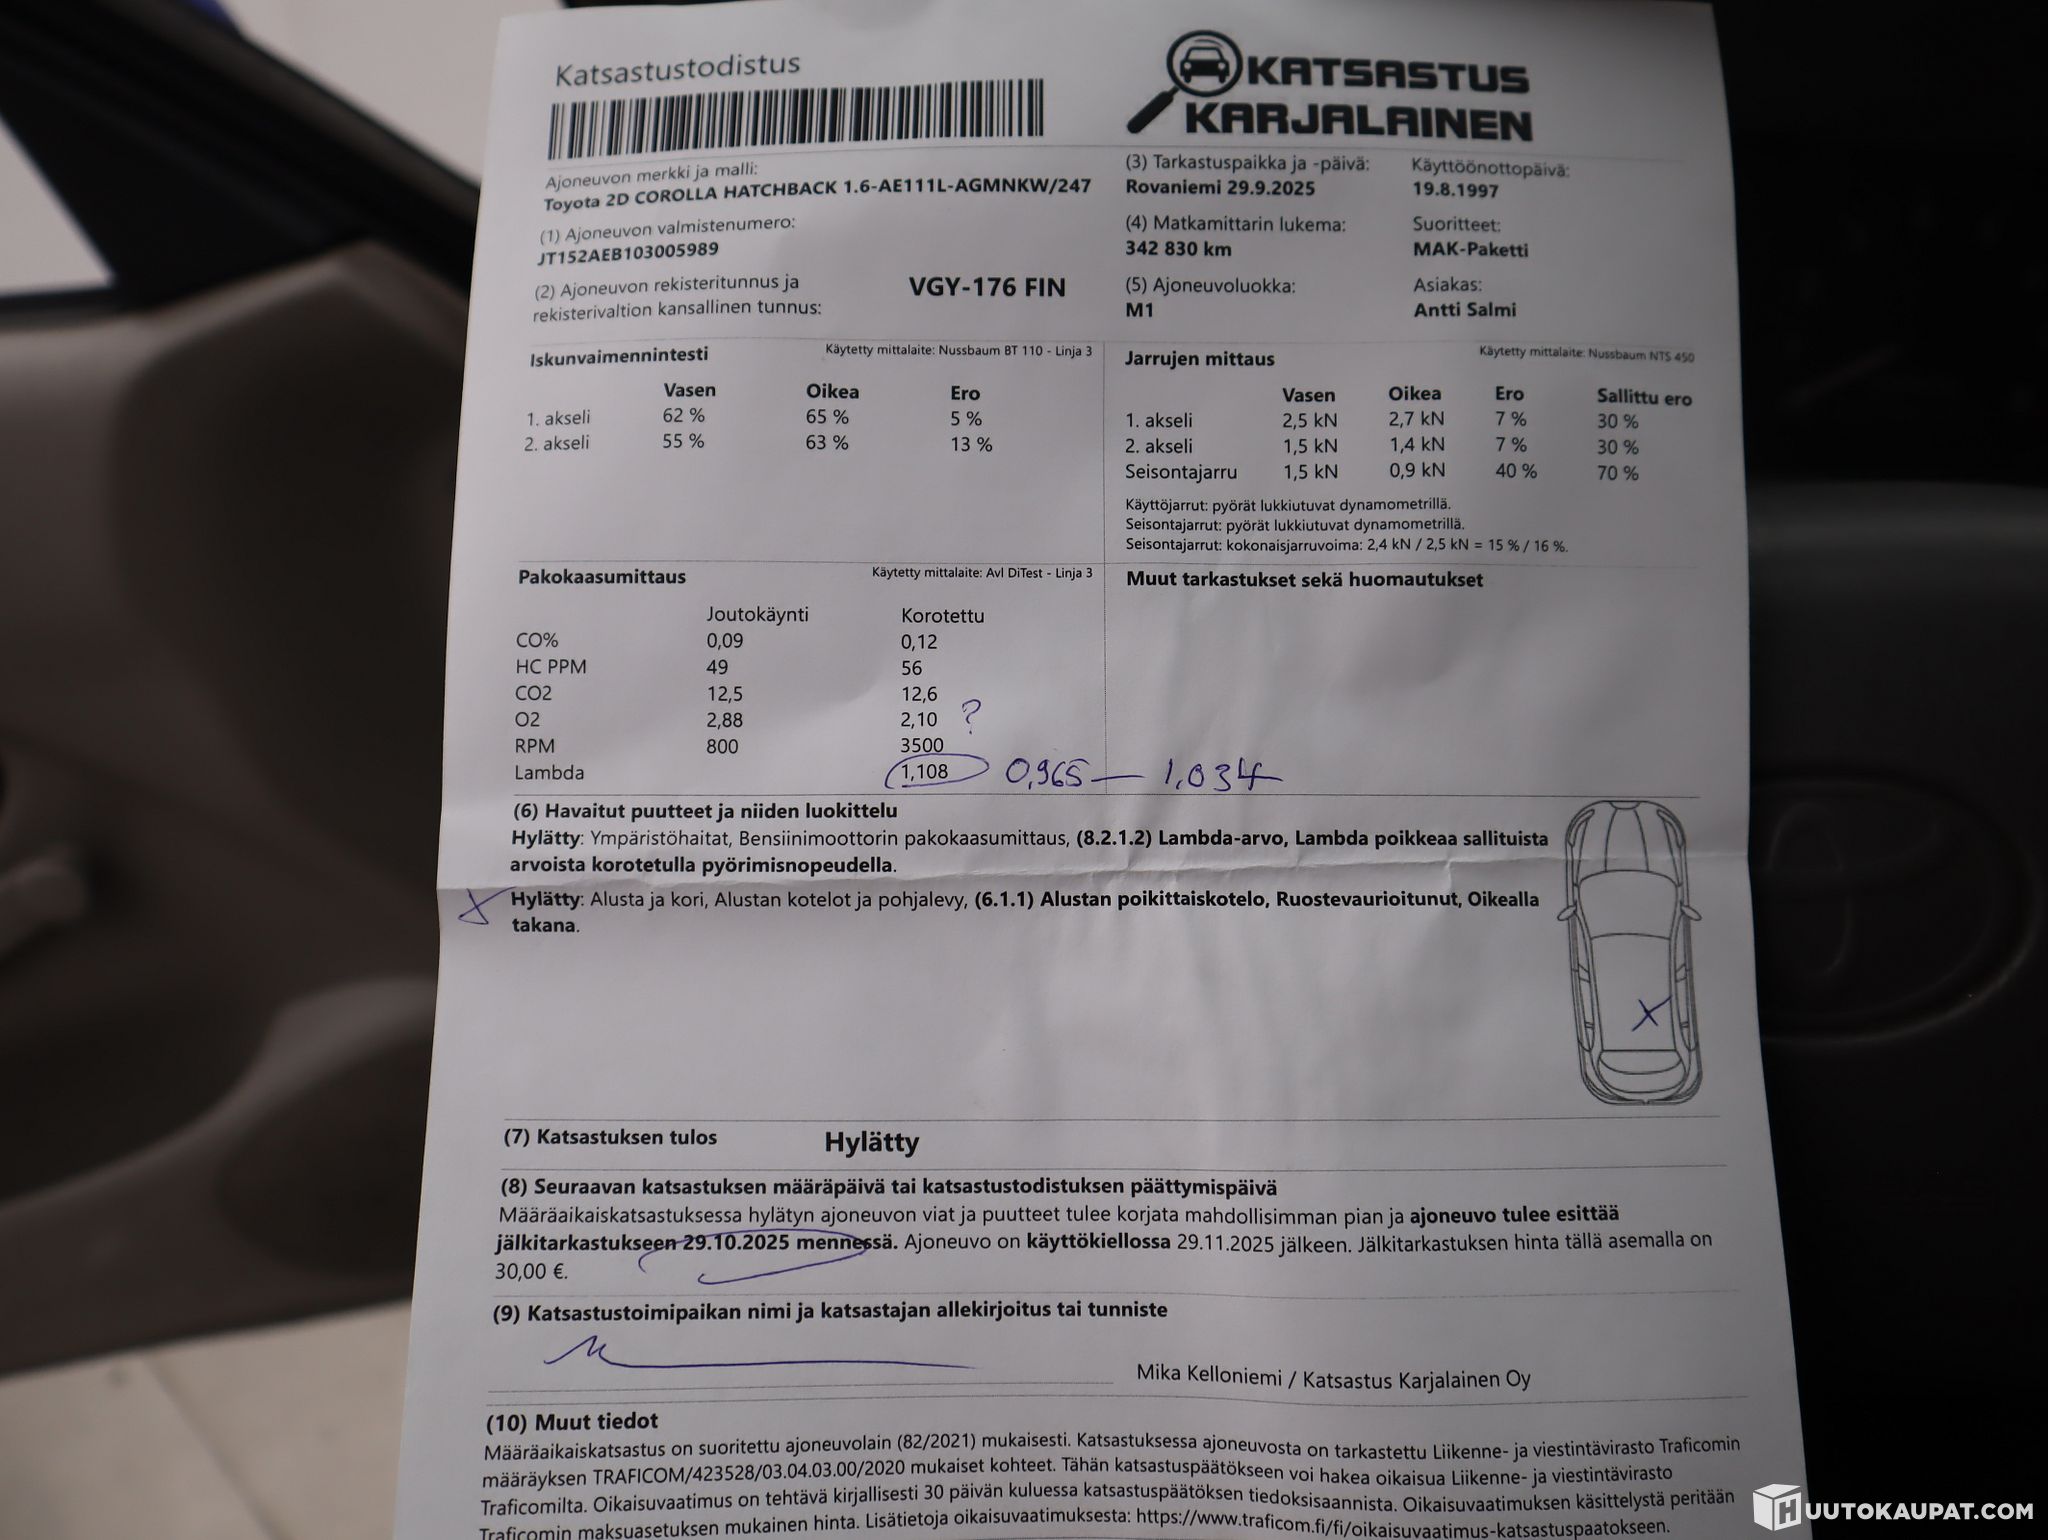 Katsastustodistus
KATSASTUS
KARJALAINEN
Ajoneuvon merkki ja malli:
Toyota 2D COROLLA HATCHBACK 1.6-AE111L-AGMNKW/247
(3) Tarkastuspaikka ja -päivä:
Rovaniemi 29.9.2025
Käyttöönottopäivä:
19.8.1997
(1) Ajoneuvon valmistenumero:
JT152AEB103005989
(4) Matkamittarin lukema:
342 830 km
Suoritteet:
MAK-Paketti
(2) Ajoneuvon rekisteritunnus ja
rekisterivaltion kansallinen tunnus:
VGY-176 FIN
(5) Ajoneuvoluokka:
M1
Asiakas:
Antti Salmi
Iskunvaimennintesti Käytetty mittalaite: Nussbaum BT 110 - Linja 3
Vasen Oikea Ero
1. akseli 62 % 65 % 5 %
2. akseli 55 % 63 % 13 %
Jarrujen mittaus Käytetty mittalaite: Nussbaum NTS 450
Vasen Oikea Ero Sallittu ero
1. akseli 2,5 kN 2,7 kN 7 % 30 %
2. akseli 1,5 kN 1,4 kN 7 % 30 %
Seisontajarru 1,5 kN 0,9 kN 40 % 70 %
Käyttöjarrut: pyörät lukkiutuvat dynamometrillä.
Seisontajarrut: pyörät lukkiutuvat dynamometrillä.
Seisontajarrut: kokonaisjarruvoima: 2,4 kN / 2,5 kN = 15 % / 16 %.
Pakokaasumittaus Käytetty mittalaite: Avl DiTest - Linja 3
Joutokäynti Korotettu
CO% 0,09 0,12
HC PPM 49 56
CO2 12,5 12,6
O2 2,88 2,10 ?
RPM 800 3500
Lambda 1,108 0,965 — 1,034
Muut tarkastukset sekä huomautukset
(6) Havaitut puutteet ja niiden luokittelu
Hylätty: Ympäristöhaitat, Bensiinimoottorin pakokaasumittaus, (8.2.1.2) Lambda-arvo, Lambda poikkeaa sallituista
arvoista korotetulla pyörimisnopeudella.
X Hylätty: Alusta ja kori, Alustan kotelot ja pohjalevy, (6.1.1) Alustan poikittaiskotelo, Ruostevaurioitunut, Oikealla
takana.
X
(7) Katsastuksen tulos Hylätty
(8) Seuraavan katsastuksen määräpäivä tai katsastustodistuksen päättymispäivä
Määräaikaiskatsastuksessa hylätyn ajoneuvon viat ja puutteet tulee korjata mahdollisimman pian ja ajoneuvo tulee esittää
jälkitarkastukseen 29.10.2025 mennessä. Ajoneuvo on käyttökiellossa 29.11.2025 jälkeen. Jälkitarkastuksen hinta tällä asemalla on
30,00 €.
(9) Katsastustoimipaikan nimi ja katsastajan allekirjoitus tai tunniste
Mika Kelloniemi / Katsastus Karjalainen Oy
(10) Muut tiedot
Määräaikaiskatsastus on suoritettu ajoneuvolain (82/2021) mukaisesti. Katsastuksessa ajoneuvosta on tarkastettu Liikenne- ja viestintävirasto Traficomin
määräyksen TRAFICOM/423528/03.04.03.00/2020 mukaiset kohteet. Tähän katsastuspäätökseen voi hakea oikaisua Liikenne- ja viestintävirasto
Traficomilta. Oikaisuvaatimus on tehtävä kirjallisesti 30 päivän kuluessa katsastuspäätöksen tiedoksisaannista. Oikaisuvaatimuksen käsittelystä peritään
Traficomin maksuasetuksen mukainen hinta. Lisätietoja oikaisuvaatimuksesta: https://www.traficom.fi/fi/oikaisuvaatimus-katsastuspaatokseen.
HUUTOKAUPAT.COM